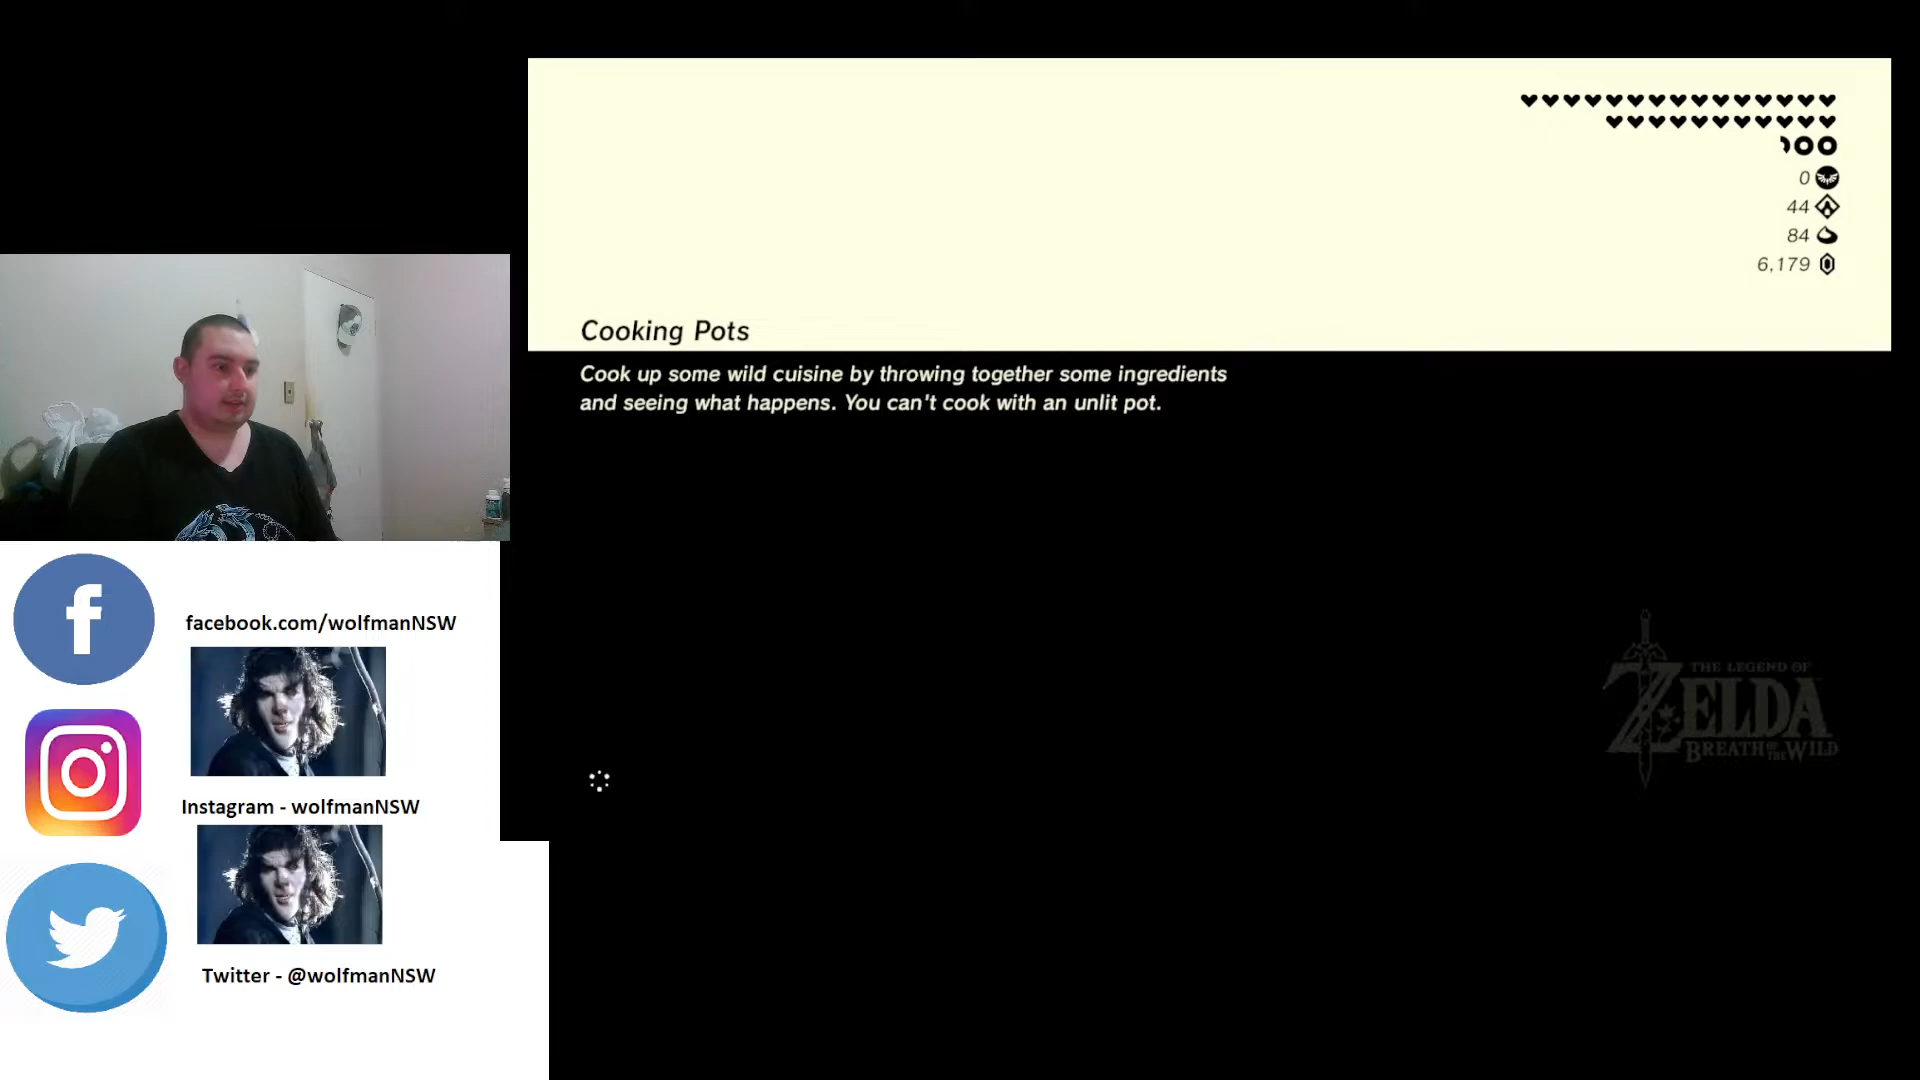 0
44
84
6,179
Cooking Pots
Cook up some wild cuisine by throwing together some ingredients
and seeing what happens. You can't cook with an unlit pot.
facebook.com/wolfmanNSW
Instagram - wolfmanNSW
Twitter - @wolfmanNSW
THE LEGEND OF
ZELDA
BREATH OF THE WILD